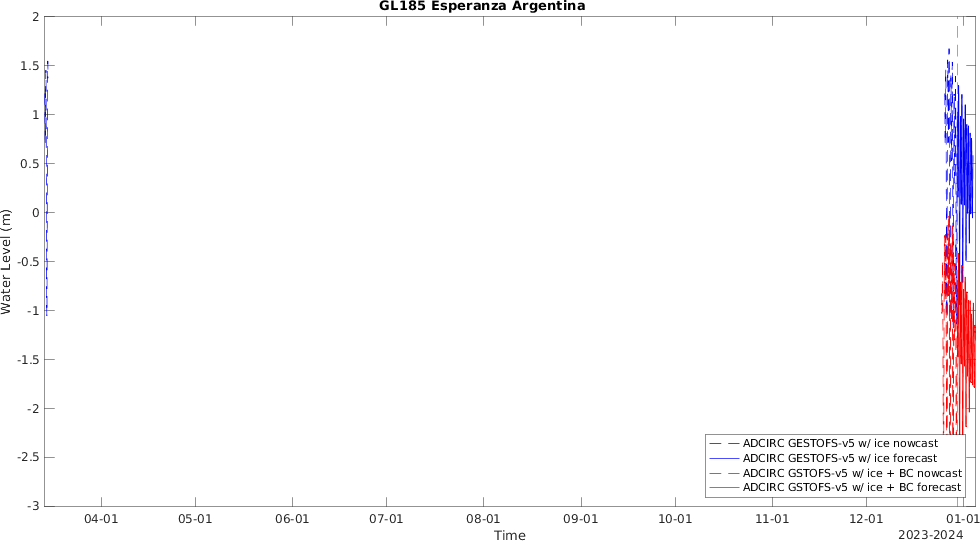 GL185 Esperanza Argentina
2
1.5
1
0.5
0
-0.5
-1
-1.5
-2
-2.5
-3
Water Level (m)
ADCIRC GESTOFS-v5 w/ ice nowcast
ADCIRC GESTOFS-v5 w/ ice forecast
ADCIRC GSTOFS-v5 w/ ice + BC nowcast
ADCIRC GSTOFS-v5 w/ ice + BC forecast
04-01 05-01 06-01 07-01 08-01 09-01 10-01 11-01 12-01 01-01
Time
2023-2024